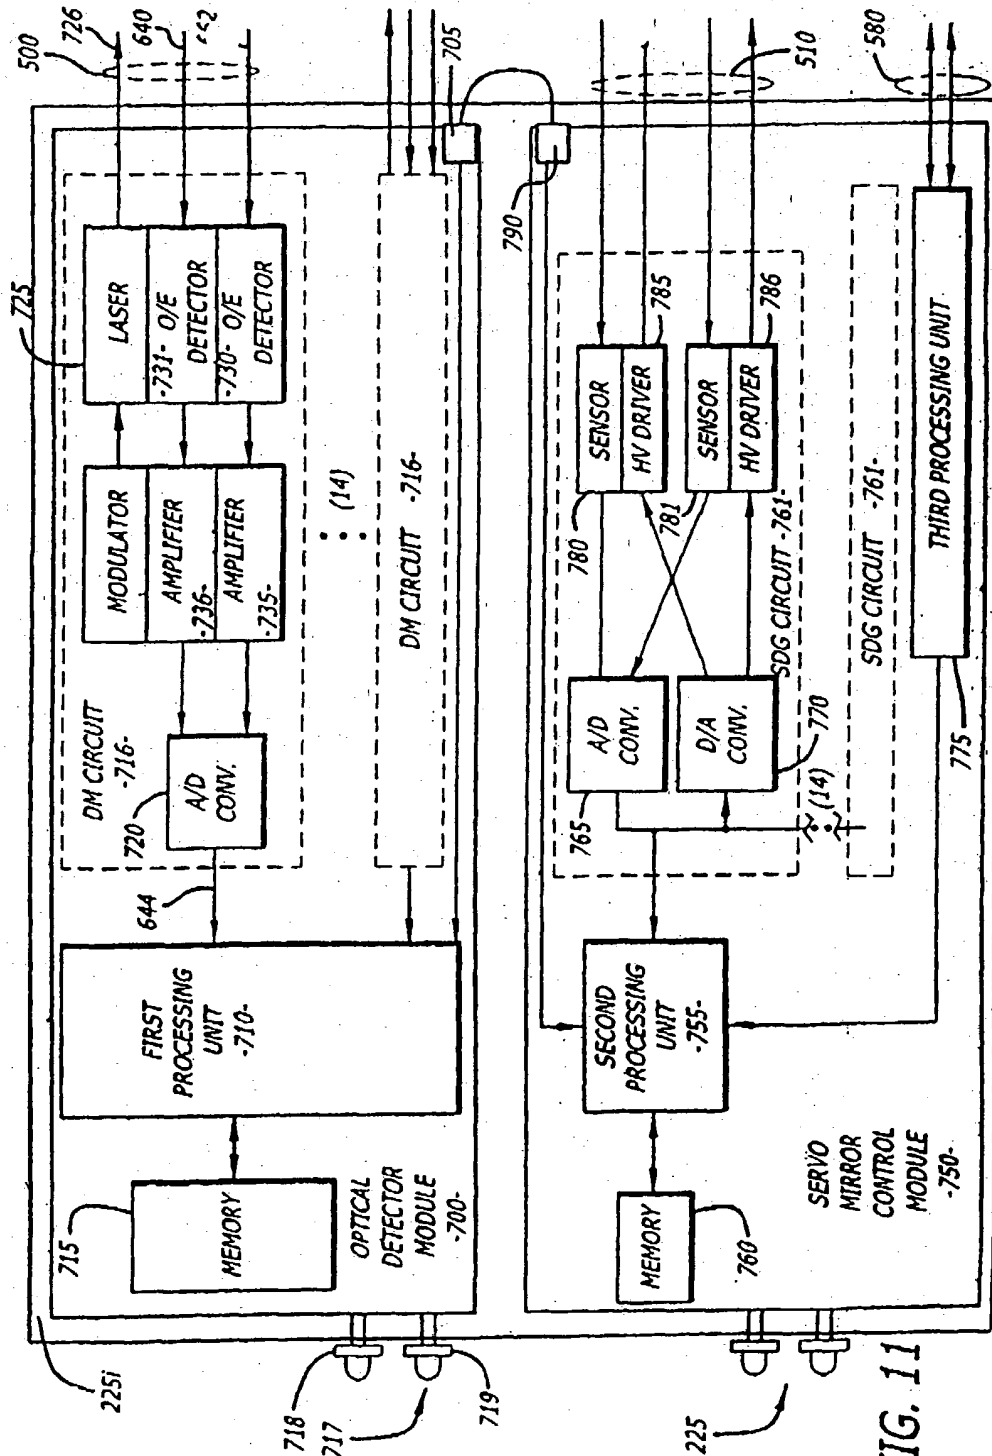 500
726
640
725
LASER
-731- O/E
DETECTOR
-730- O/E
DETECTOR
MODULATOR
AMPLIFIER
-736-
AMPLIFIER
-735-
DM CIRCUIT
-716-
720
A/D
CONV.
644
(14)
DM CIRCUIT -716-
705
FIRST
PROCESSING
UNIT
-710-
715
MEMORY
OPTICAL
DETECTOR
MODULE
-700-
225i
718
717
719
790
510
580
SENSOR
HV DRIVER
785
780
SENSOR
HV DRIVER
786
781
SDG CIRCUIT -761-
A/D
CONV.
765
D/A
CONV.
770
(14)
SDG CIRCUIT -761-
THIRD PROCESSING UNIT
775
SECOND
PROCESSING
UNIT
-755-
MEMORY
760
SERVO
MIRROR
CONTROL
MODULE
-750-
225
FIG. 11